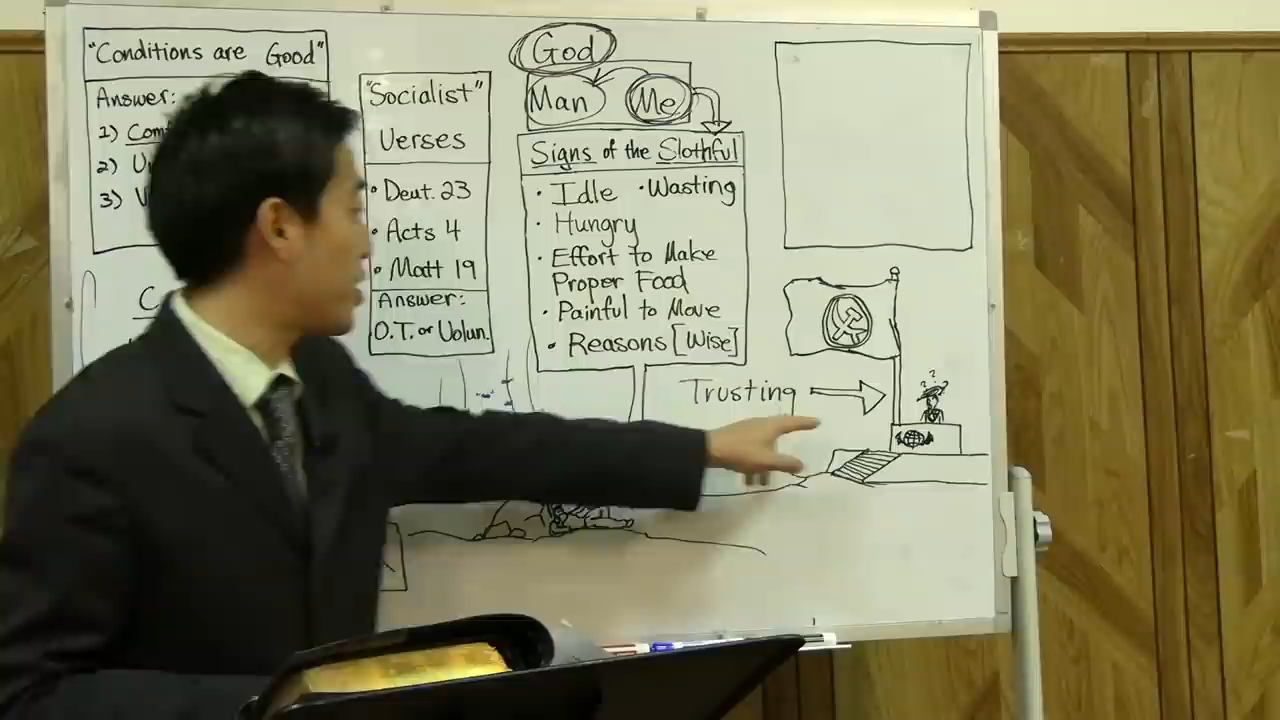 "Conditions are Good"
Answer:
1)
2)
3)
"Socialist"
Verses
• Deut. 23
• Acts 4
• Matt 19
Answer:
O.T. or Volun.
God
Man Me
Signs of the Slothful
• Idle • Wasting
• Hungry
• Effort to Make
Proper Food
• Painful to Move
• Reasons [Wise]
Trusting
? ? ?